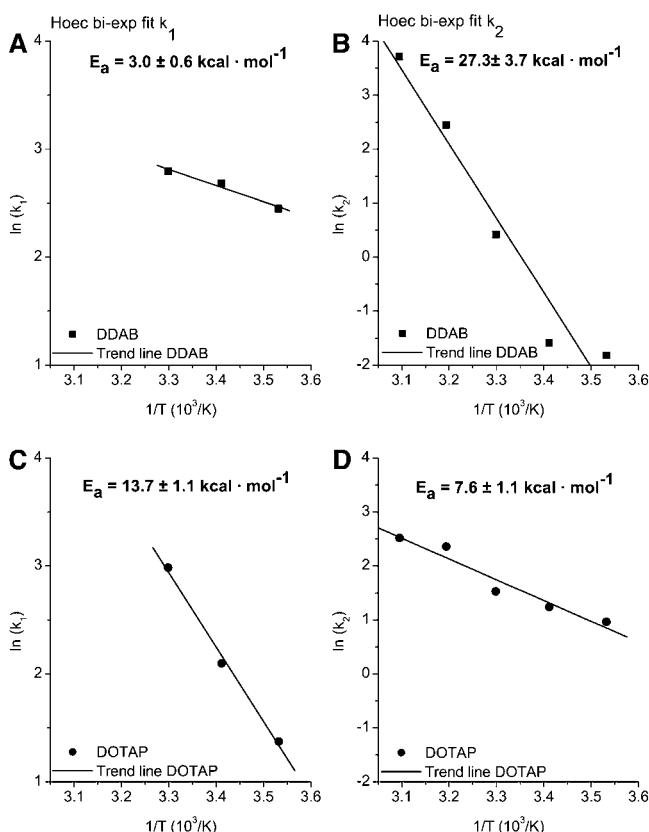 Hoec bi-exp fit k1
A
Ea = 3.0 ± 0.6 kcal · mol-1
4
3
2
1
ln (k1)
DDAB
Trend line DDAB
3.1 3.2 3.3 3.4 3.5 3.6
1/T (103/K)
Hoec bi-exp fit k2
B
Ea = 27.3± 3.7 kcal · mol-1
4
3
2
1
0
-1
-2
ln (k2)
DDAB
Trend line DDAB
3.1 3.2 3.3 3.4 3.5 3.6
1/T (103/K)
C
Ea = 13.7 ± 1.1 kcal · mol-1
4
3
2
1
ln (k1)
DOTAP
Trend line DOTAP
3.1 3.2 3.3 3.4 3.5 3.6
1/T (103/K)
D
Ea = 7.6 ± 1.1 kcal · mol-1
4
3
2
1
0
-1
-2
ln (k2)
DOTAP
Trend line DOTAP
3.1 3.2 3.3 3.4 3.5 3.6
1/T (103/K)